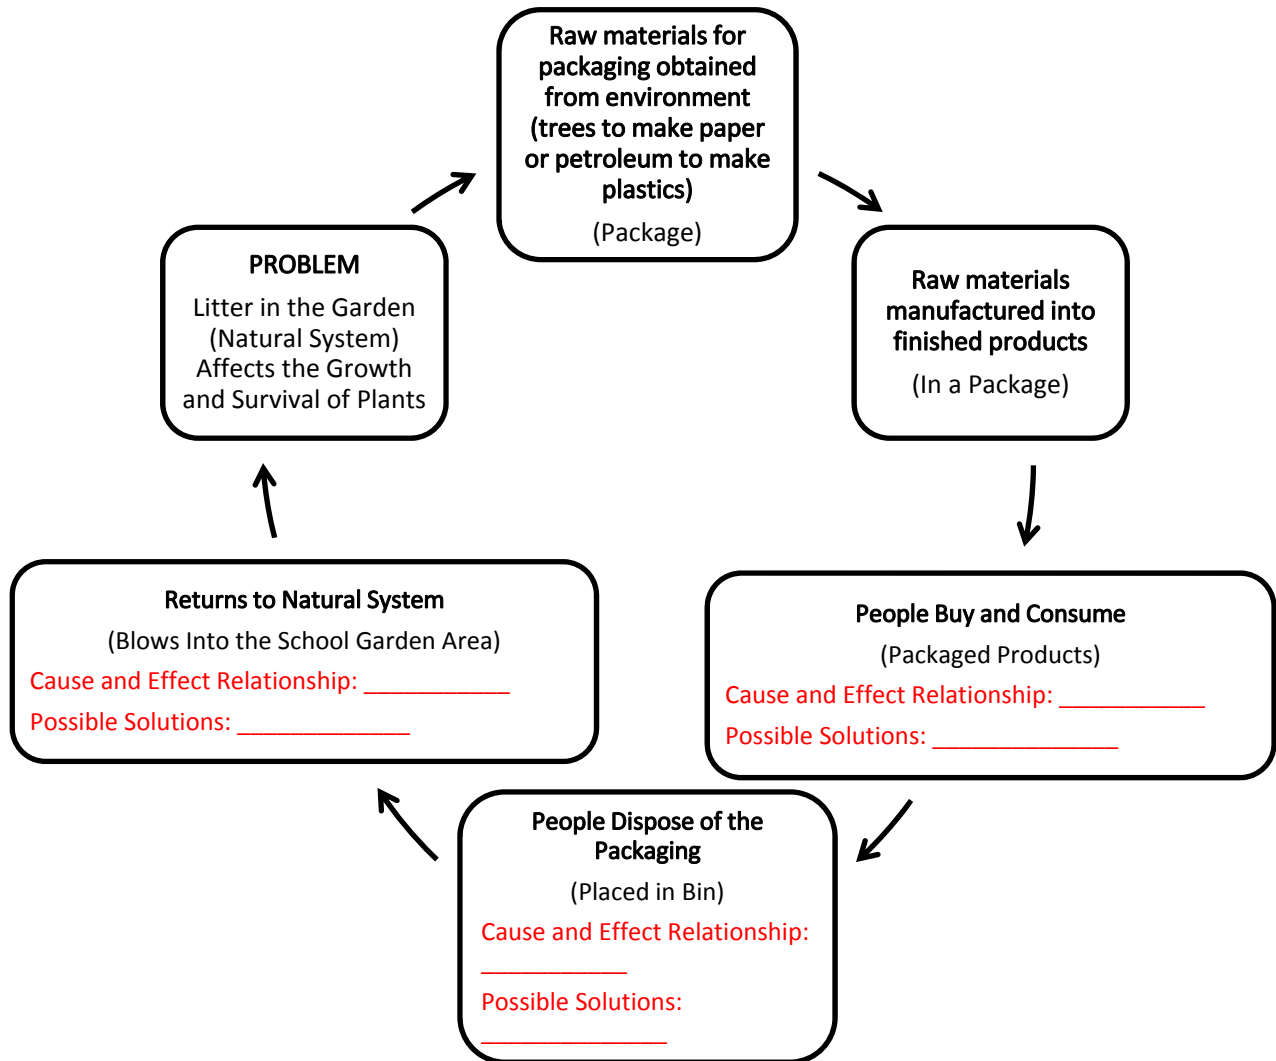 Raw materials for
packaging obtained
from environment
(trees to make paper
or petroleum to make
plastics)
(Package)
Raw materials
manufactured into
finished products
(In a Package)
People Buy and Consume
(Packaged Products)
Cause and Effect Relationship: ___________
Possible Solutions: ______________
People Dispose of the
Packaging
(Placed in Bin)
Cause and Effect Relationship:
___________
Possible Solutions:
______________
Returns to Natural System
(Blows Into the School Garden Area)
Cause and Effect Relationship: ___________
Possible Solutions: _____________
PROBLEM
Litter in the Garden
(Natural System)
Affects the Growth
and Survival of Plants